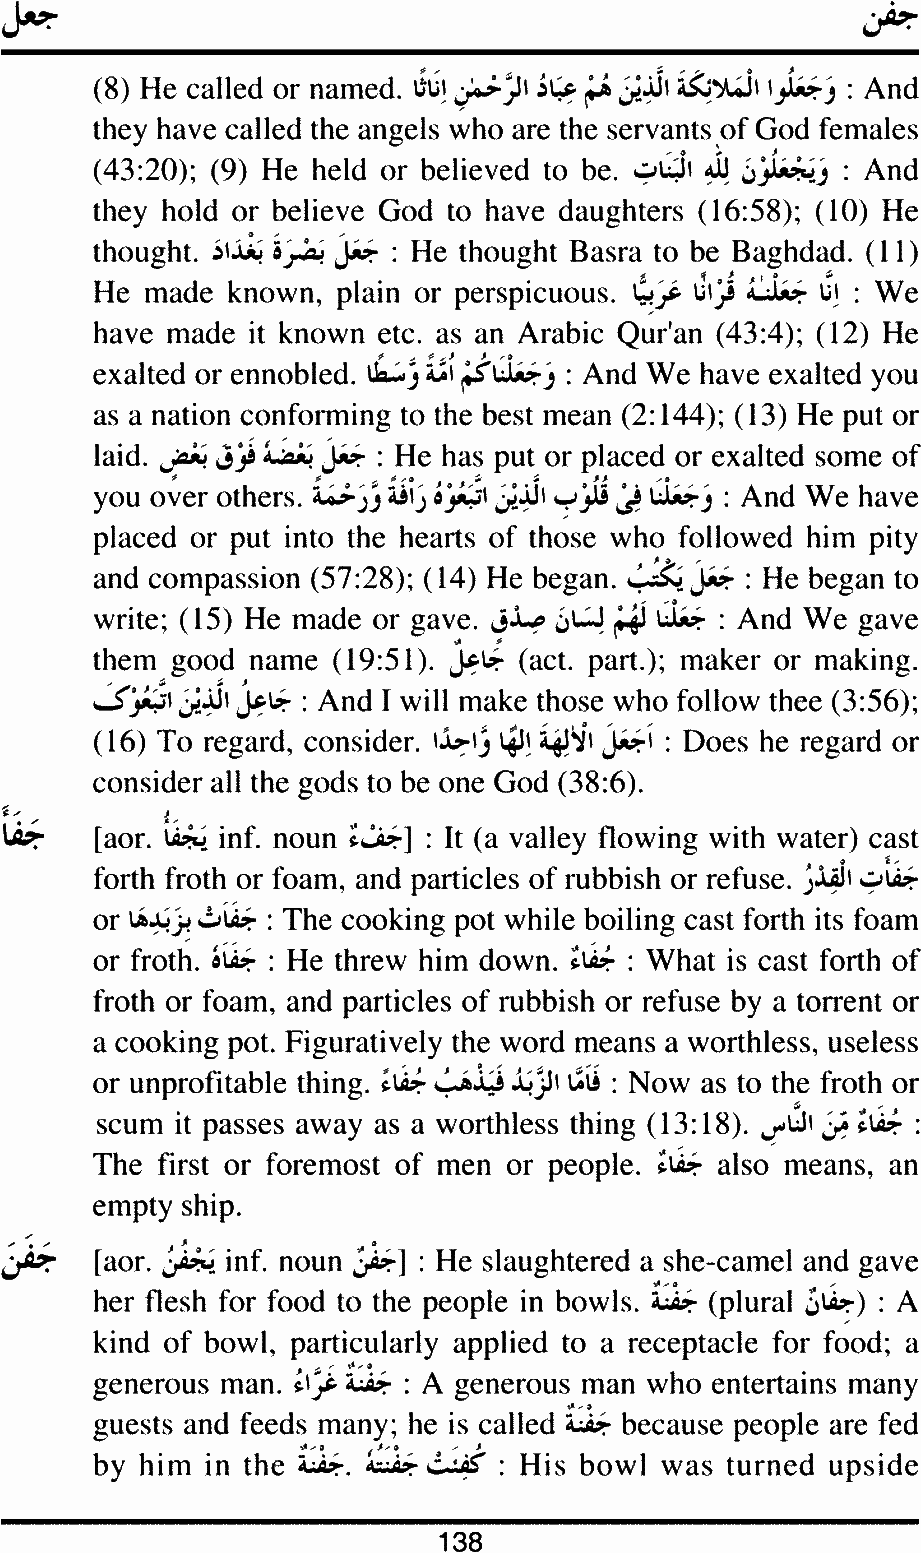 جعل
جفن
(8) He called or named. وَجَعَلُوا الْمَلٰٓئِكَةَ الَّذِيْنَ هُمْ عِبَادُ الرَّحْمٰنِ اِنَاثًا : And
they have called the angels who are the servants of God females
(43:20); (9) He held or believed to be. وَيَجْعَلُوْنَ لِلّٰهِ الْبَنَاتِ : And
they hold or believe God to have daughters (16:58); (10) He
thought. جَعَلَ بَصْرَةَ بَغْدَادَ : He thought Basra to be Baghdad. (11)
He made known, plain or perspicuous. اِنَّا جَعَلْنٰهُ قُرْاٰنًا عَرَبِيًّا : We
have made it known etc. as an Arabic Qur'an (43:4); (12) He
exalted or ennobled. وَجَعَلْنَاكُمْ اُمَّةً وَّسَطًا : And We have exalted you
as a nation conforming to the best mean (2:144); (13) He put or
laid. جَعَلَ بَعْضَهٗ فَوْقَ بَعْضٍ : He has put or placed or exalted some of
you over others. وَجَعَلْنَا فِىْ قُلُوْبِ الَّذِيْنَ اتَّبَعُوْهُ رَاْفَةً وَّرَحْمَةً : And We have
placed or put into the hearts of those who followed him pity
and compassion (57:28); (14) He began. جَعَلَ يَكْتُبُ : He began to
write; (15) He made or gave. جَعَلْنَا لَهُمْ لِسَانَ صِدْقٍ : And We gave
them good name (19:51). جَاعِلٌ (act. part.); maker or making.
جَاعِلُ الَّذِيْنَ اتَّبَعُوْكَ : And I will make those who follow thee (3:56);
(16) To regard, consider. اَجَعَلَ الْاٰلِهَةَ اِلٰهًا وَّاحِدًا : Does he regard or
consider all the gods to be one God (38:6).
جَفَأَ [aor. يَجْفَأُ inf. noun جَفْءٌ] : It (a valley flowing with water) cast
forth froth or foam, and particles of rubbish or refuse. جَفَأَتِ الْقِدْرُ
or جَفَأَتْ بِزَبَدِهَا : The cooking pot while boiling cast forth its foam
or froth. جَفَاهُ : He threw him down. جُفَاءٌ : What is cast forth of
froth or foam, and particles of rubbish or refuse by a torrent or
a cooking pot. Figuratively the word means a worthless, useless
or unprofitable thing. فَاَمَّا الزَّبَدُ فَيَذْهَبُ جُفَاءً : Now as to the froth or
scum it passes away as a worthless thing (13:18). جُفَاءٌ مِّنَ النَّاسِ :
The first or foremost of men or people. جُفَاءٌ also means, an
empty ship.
جَفَنَ [aor. يَجْفُنُ inf. noun جَفْنٌ] : He slaughtered a she-camel and gave
her flesh for food to the people in bowls. جَفْنَةٌ (plural جِفَانٌ) : A
kind of bowl, particularly applied to a receptacle for food; a
generous man. جَفْنَةٌ غَرَّاءُ : A generous man who entertains many
guests and feeds many; he is called جَفْنَةٌ because people are fed
by him in the جَفْنَةٌ. كُفِئَتْ جَفْنَتُهٗ : His bowl was turned upside
138